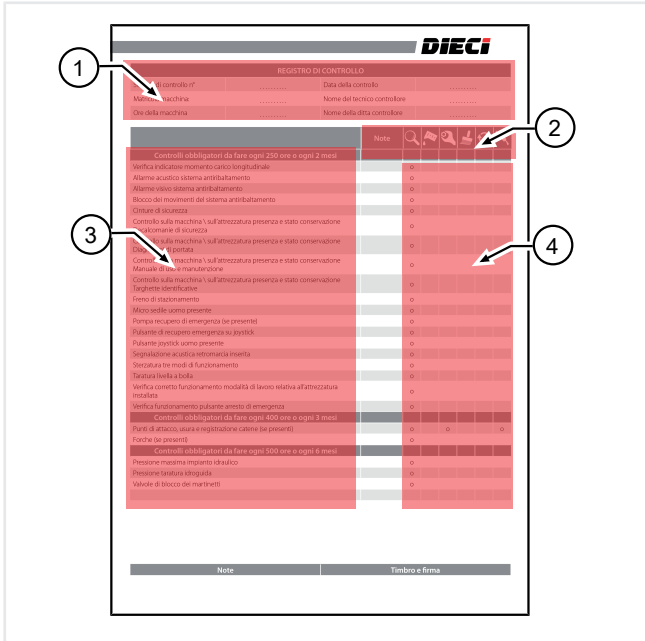 DIECI
1
REGISTRO DI CONTROLLO
di controllo n° ......... Data della controllo .........
Matricola macchina ......... Nome del tecnico controllore .........
Ore della macchina ......... Nome della ditta controllore .........
2
Note
Controlli obbligatori da fare ogni 250 ore o ogni 2 mesi
Verifica indicatore momento carico longitudinale o
Allarme acustico sistema antiribaltamento o
Allarme visivo sistema antiribaltamento o
Blocco dei movimenti del sistema antiribaltamento o
Cinture di sicurezza o
Controllo sulla macchina \ sull'attrezzatura presenza e stato conservazione
Decalcomanie di sicurezza o
3
4
Controllo sulla macchina \ sull'attrezzatura presenza e stato conservazione
di portata o
Controllo sulla macchina \ sull'attrezzatura presenza e stato conservazione
Manuale di uso e manutenzione o
Controllo sulla macchina \ sull'attrezzatura presenza e stato conservazione
Targhette identificative o
Freno di stazionamento o
Micro sedile uomo presente o
Pompa recupero di emergenza (se presente) o
Pulsante di recupero emergenza su joystick o
Pulsante joystick uomo presente o
Segnalazione acustica retromarcia inserita o
Sterzatura tre modi di funzionamento o
Taratura livella a bolla o
Verifica corretto funzionamento modalità di lavoro relativa all'attrezzatura
installata o
Verifica funzionamento pulsante arresto di emergenza o
Controlli obbligatori da fare ogni 400 ore o ogni 3 mesi
Punti di attacco, usura e registrazione catene (se presenti) o o o
Forche (se presenti) o
Controlli obbligatori da fare ogni 500 ore o ogni 6 mesi
Pressione massima impianto idraulico o
Pressione taratura idroguida o
Valvole di blocco dei martinetti o
o
Note Timbro e firma